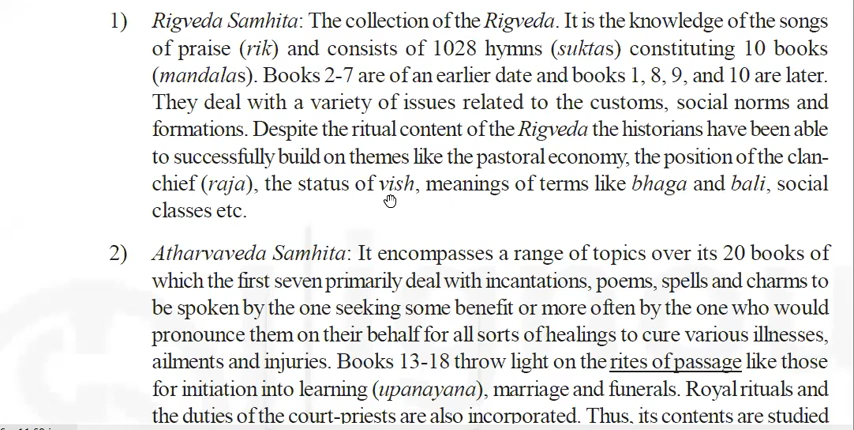 1) Rigveda Samhita: The collection of the Rigveda. It is the knowledge of the songs
of praise (rik) and consists of 1028 hymns (suktas) constituting 10 books
(mandalas). Books 2-7 are of an earlier date and books 1, 8, 9, and 10 are later.
They deal with a variety of issues related to the customs, social norms and
formations. Despite the ritual content of the Rigveda the historians have been able
to successfully build on themes like the pastoral economy, the position of the clan-
chief (raja), the status of vish, meanings of terms like bhaga and bali, social
classes etc.
2) Atharvaveda Samhita: It encompasses a range of topics over its 20 books of
which the first seven primarily deal with incantations, poems, spells and charms to
be spoken by the one seeking some benefit or more often by the one who would
pronounce them on their behalf for all sorts of healings to cure various illnesses,
ailments and injuries. Books 13-18 throw light on the rites of passage like those
for initiation into learning (upanayana), marriage and funerals. Royal rituals and
the duties of the court-priests are also incorporated. Thus, its contents are studied